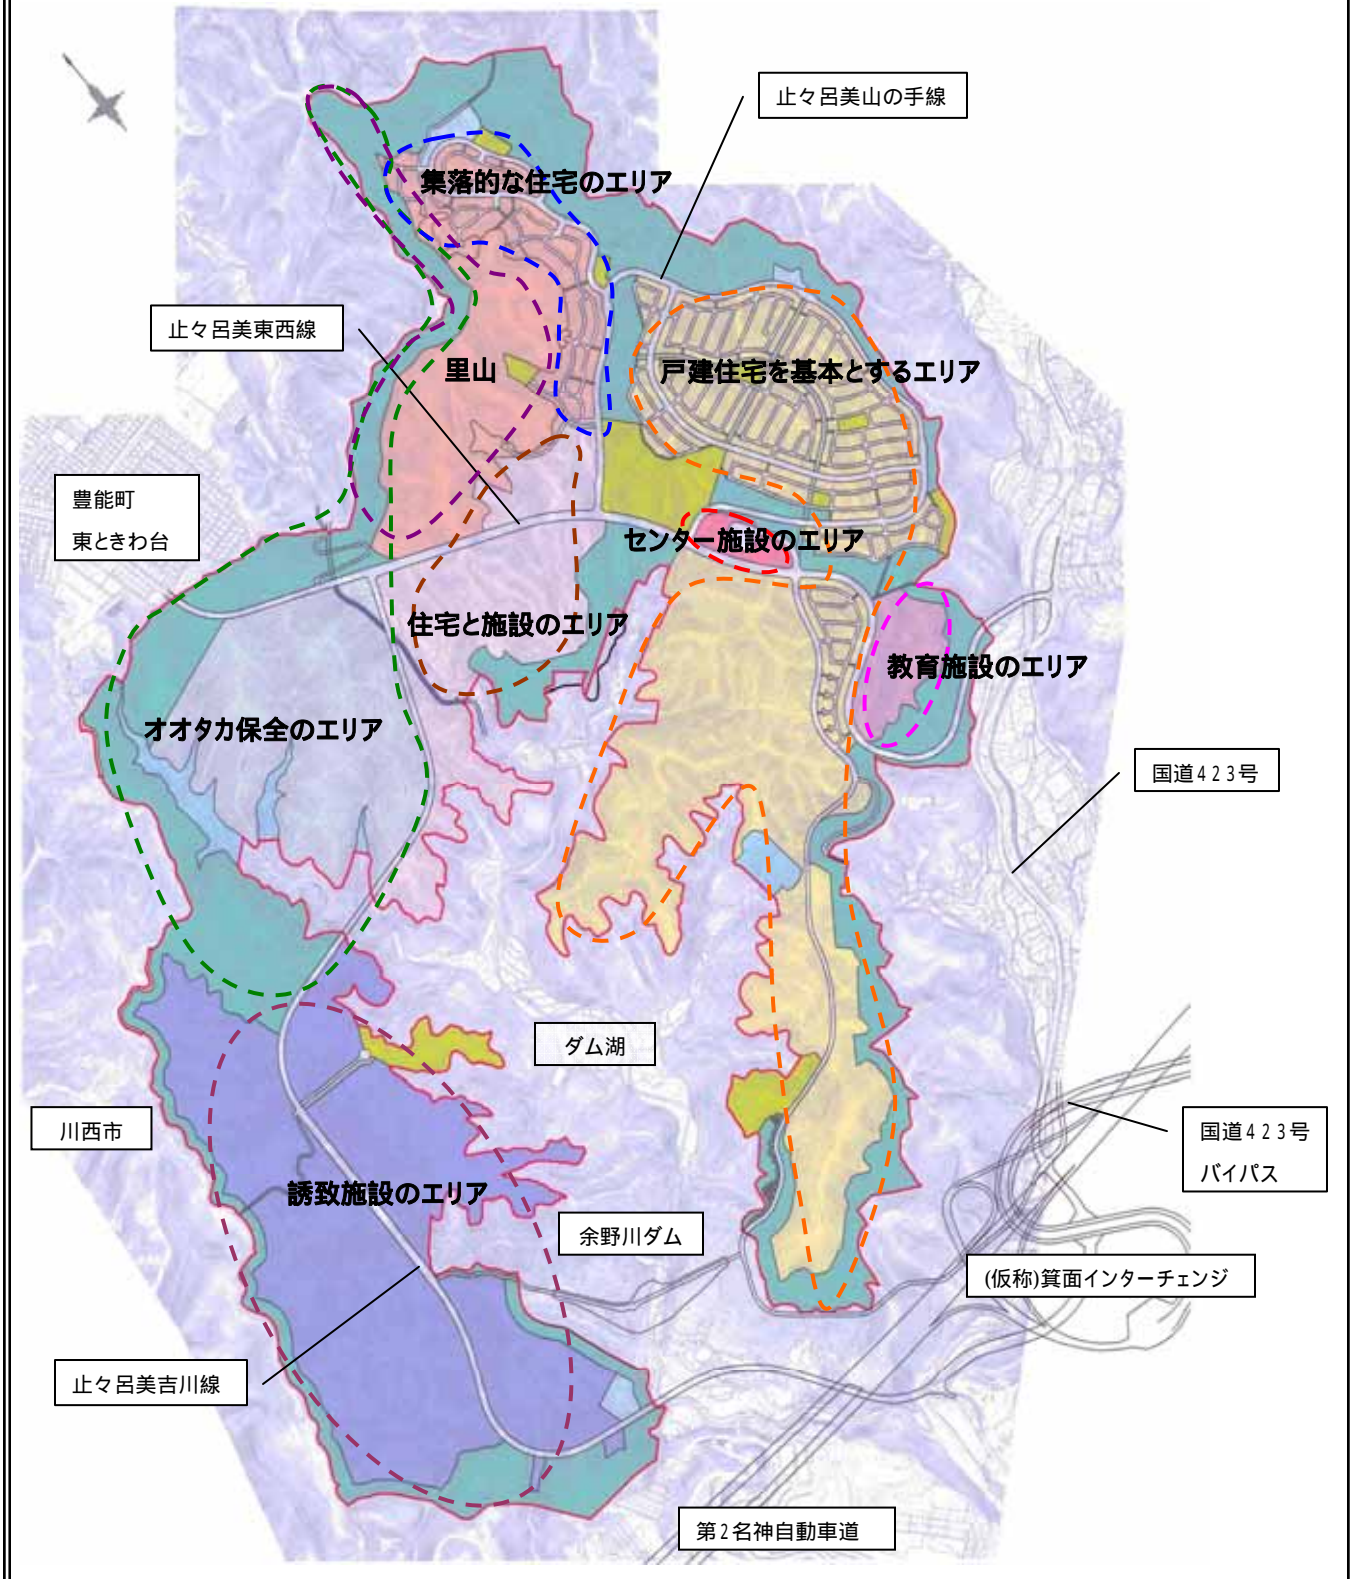 止々呂美山の手線
集落的な住宅のエリア
止々呂美東西線
里山
戸建住宅を基本とするエリア
豊能町
東ときわ台
センター施設のエリア
住宅と施設のエリア
教育施設のエリア
オオタカ保全のエリア
国道423号
ダム湖
川西市
国道423号
バイパス
誘致施設のエリア
余野川ダム
(仮称)箕面インターチェンジ
止々呂美吉川線
第2名神自動車道